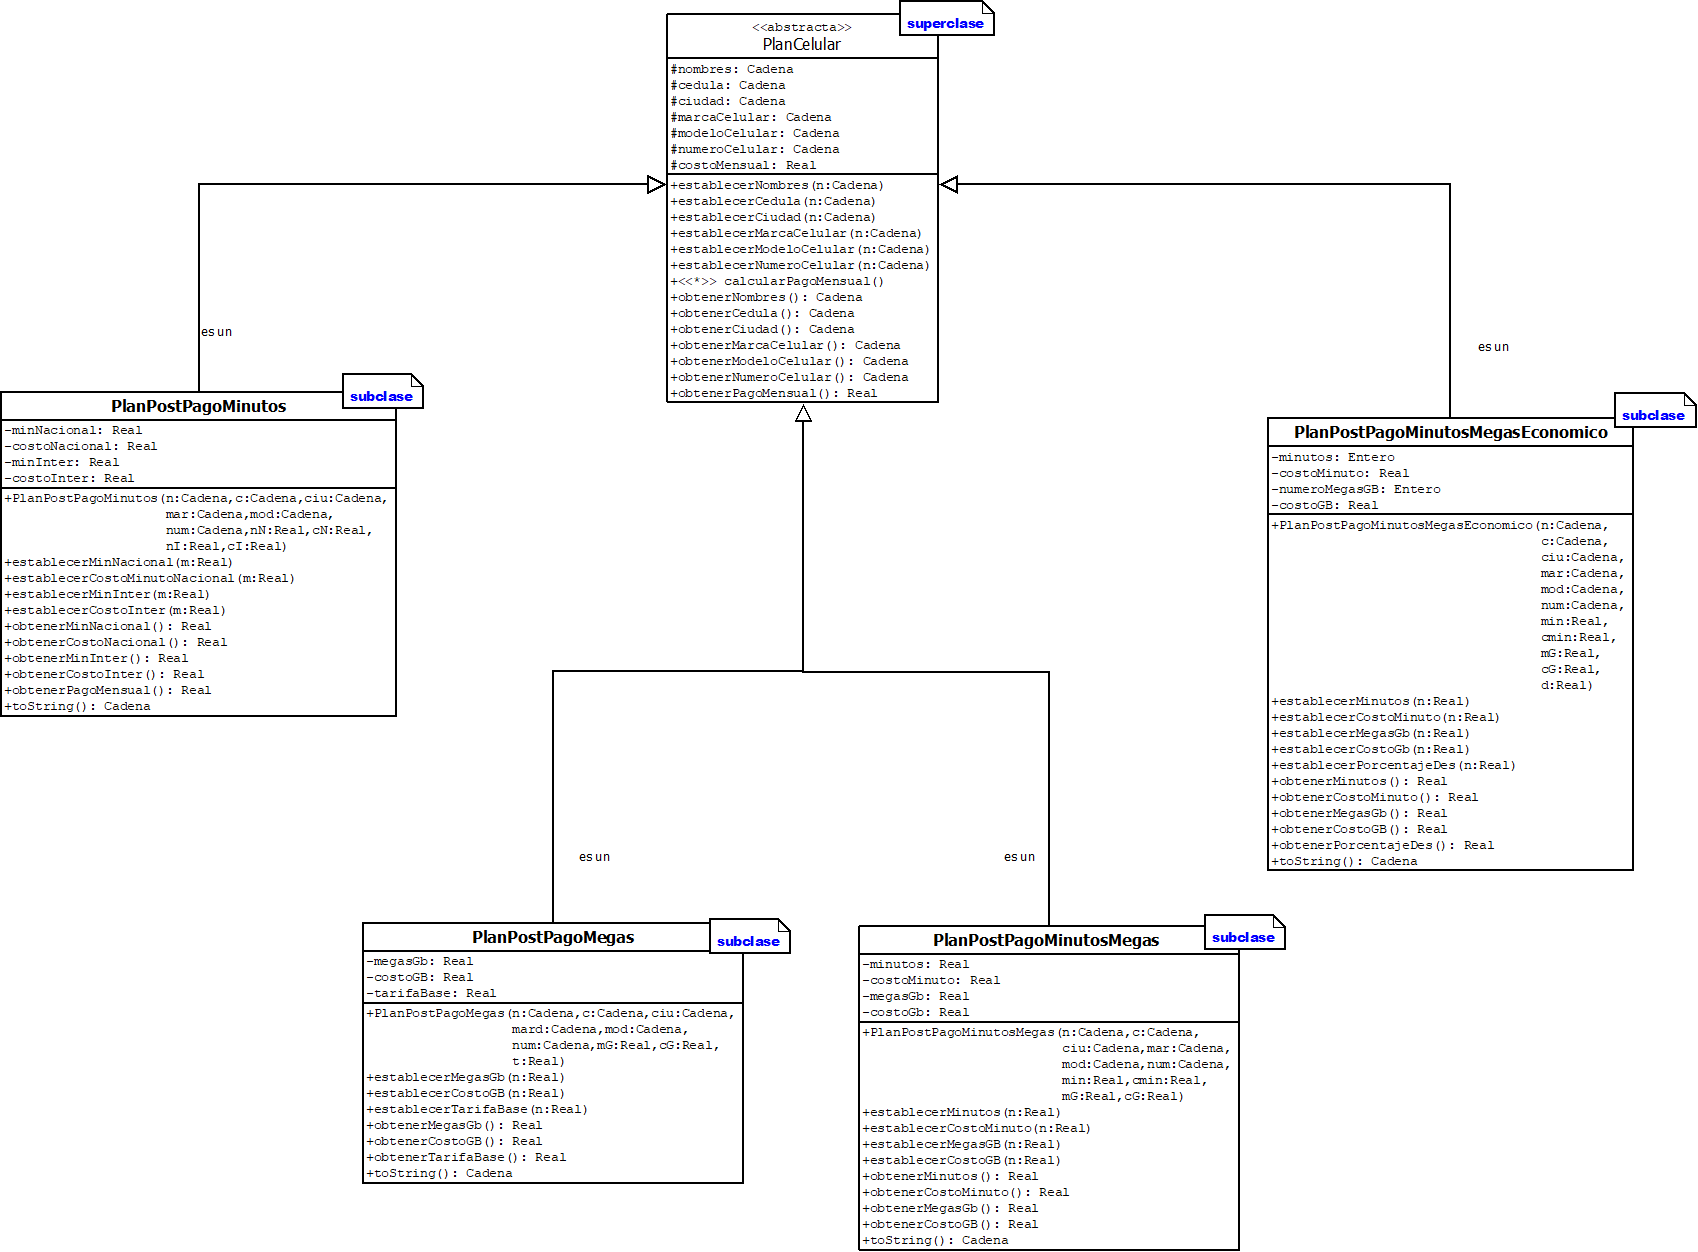 superclase
<<abstracta>>
PlanCelular
#nombres: Cadena
#cedula: Cadena
#ciudad: Cadena
#marcaCelular: Cadena
#modeloCelular: Cadena
#numeroCelular: Cadena
#costoMensual: Real
+establecerNombres(n:Cadena)
+establecerCedula(n:Cadena)
+establecerCiudad(n:Cadena)
+establecerMarcaCelular(n:Cadena)
+establecerModeloCelular(n:Cadena)
+establecerNumeroCelular(n:Cadena)
+<<*>> calcularPagoMensual()
+obtenerNombres(): Cadena
+obtenerCedula(): Cadena
+obtenerCiudad(): Cadena
+obtenerMarcaCelular(): Cadena
+obtenerModeloCelular(): Cadena
+obtenerNumeroCelular(): Cadena
+obtenerPagoMensual(): Real
es un
es un
subclase
PlanPostPagoMinutos
-minNacional: Real
-costoNacional: Real
-minInter: Real
-costoInter: Real
+PlanPostPagoMinutos(n:Cadena,c:Cadena,ciu:Cadena,
mar:Cadena,mod:Cadena,
num:Cadena,nN:Real,cN:Real,
nI:Real,cI:Real)
+establecerMinNacional(m:Real)
+establecerCostoMinutoNacional(m:Real)
+establecerMinInter(m:Real)
+establecerCostoInter(m:Real)
+obtenerMinNacional(): Real
+obtenerCostoNacional(): Real
+obtenerMinInter(): Real
+obtenerCostoInter(): Real
+obtenerPagoMensual(): Real
+toString(): Cadena
subclase
PlanPostPagoMinutosMegasEconomico
-minutos: Entero
-costoMinuto: Real
-numeroMegasGB: Entero
-costoGB: Real
+PlanPostPagoMinutosMegasEconomico(n:Cadena,
c:Cadena,
ciu:Cadena,
mar:Cadena,
mod:Cadena,
num:Cadena,
min:Real,
cmin:Real,
mG:Real,
cG:Real,
d:Real)
+establecerMinutos(n:Real)
+establecerCostoMinuto(n:Real)
+establecerMegasGb(n:Real)
+establecerCostoGb(n:Real)
+establecerPorcentajeDes(n:Real)
+obtenerMinutos(): Real
+obtenerCostoMinuto(): Real
+obtenerMegasGb(): Real
+obtenerCostoGB(): Real
+obtenerPorcentajeDes(): Real
+toString(): Cadena
es un
es un
subclase
PlanPostPagoMegas
-megasGb: Real
-costoGB: Real
-tarifaBase: Real
+PlanPostPagoMegas(n:Cadena,c:Cadena,ciu:Cadena,
mard:Cadena,mod:Cadena,
num:Cadena,mG:Real,cG:Real,
t:Real)
+establecerMegasGb(n:Real)
+establecerCostoGB(n:Real)
+establecerTarifaBase(n:Real)
+obtenerMegasGb(): Real
+obtenerCostoGB(): Real
+obtenerTarifaBase(): Real
+toString(): Cadena
subclase
PlanPostPagoMinutosMegas
-minutos: Real
-costoMinuto: Real
-megasGb: Real
-costoGb: Real
+PlanPostPagoMinutosMegas(n:Cadena,c:Cadena,
ciu:Cadena,mar:Cadena,
mod:Cadena,num:Cadena,
min:Real,cmin:Real,
mG:Real,cG:Real)
+establecerMinutos(n:Real)
+establecerCostoMinuto(n:Real)
+establecerMegasGB(n:Real)
+establecerCostoGB(n:Real)
+obtenerMinutos(): Real
+obtenerCostoMinuto(): Real
+obtenerMegasGb(): Real
+obtenerCostoGB(): Real
+toString(): Cadena